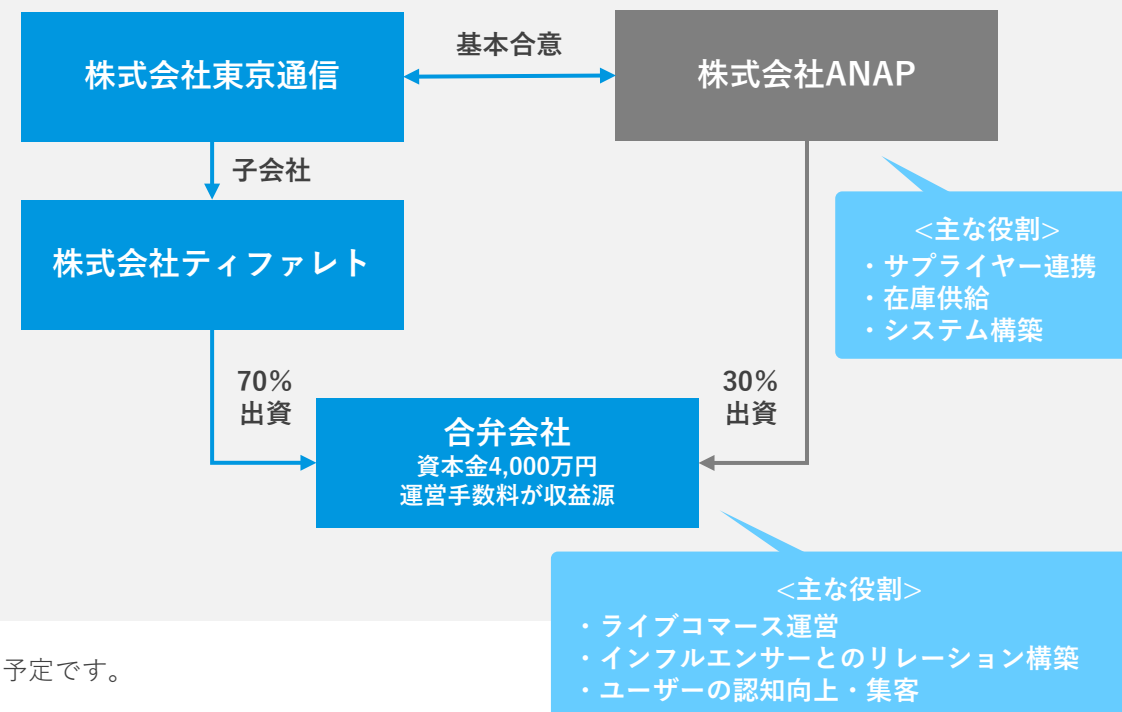 株式会社東京通信
基本合意
株式会社ANAP
子会社
株式会社ティファレト
<主な役割>
・サプライヤー連携
・在庫供給
・システム構築
70%
出資
30%
出資
合弁会社
資本金4,000万円
運営手数料が収益源
<主な役割>
・ライブコマース運営
・インフルエンサーとのリレーション構築
・ユーザーの認知向上・集客
予定です。